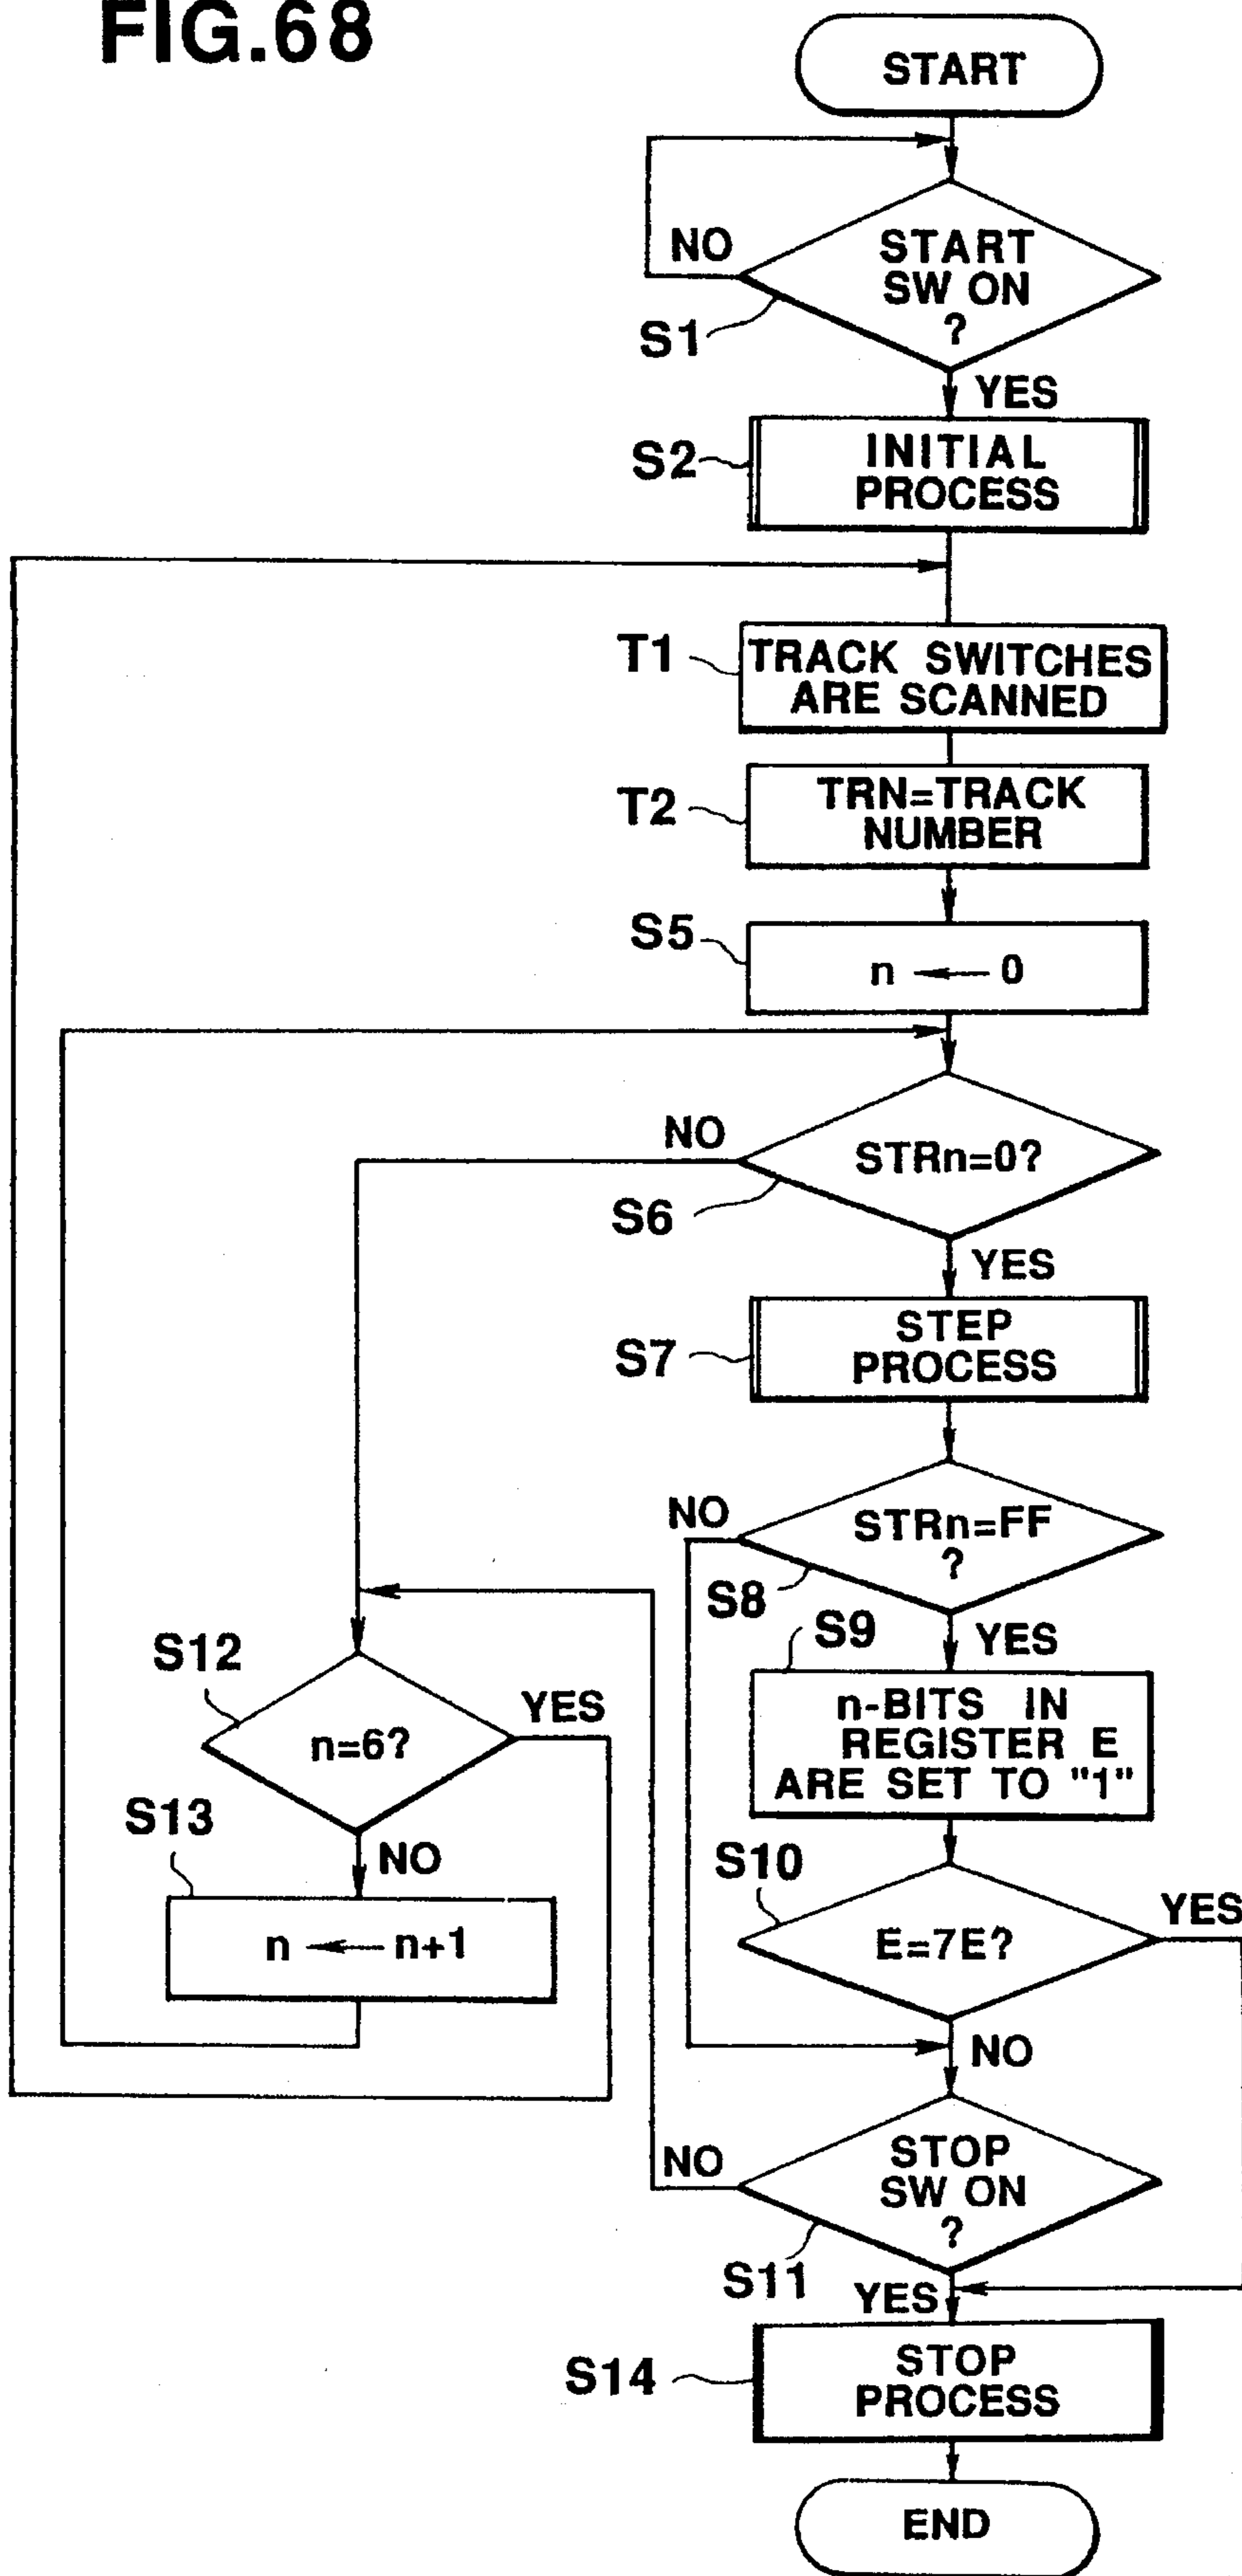 FIG.68
START
NO
START
SW ON
?
S1
YES
S2
INITIAL
PROCESS
T1
TRACK SWITCHES
ARE SCANNED
T2
TRN=TRACK
NUMBER
S5
n ← 0
NO
STRn=0?
S6
YES
S7
STEP
PROCESS
NO
STRn=FF
?
S8
S9
YES
n-BITS IN
REGISTER E
ARE SET TO "1"
S12
n=6?
YES
S13
NO
n ← n+1
S10
E=7E?
YES
NO
NO
STOP
SW ON
?
S11
YES
S14
STOP
PROCESS
END